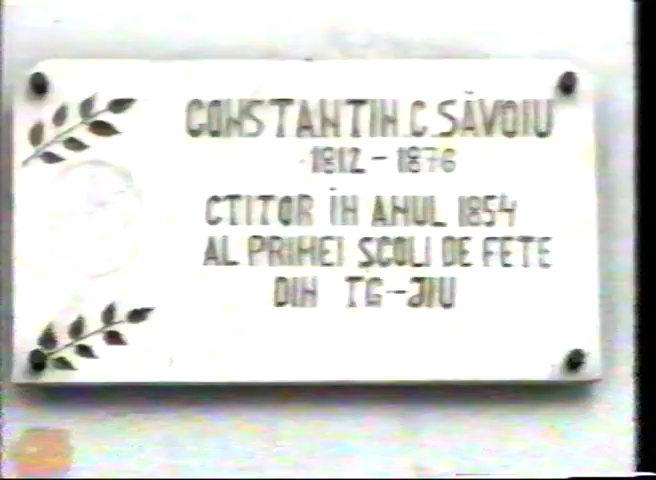 CONSTANTIN C. SĂVOIU
1812 - 1876
CTITOR ÎN ANUL 1854
AL PRIMEI ȘCOLI DE FETE
DIN TG-JIU